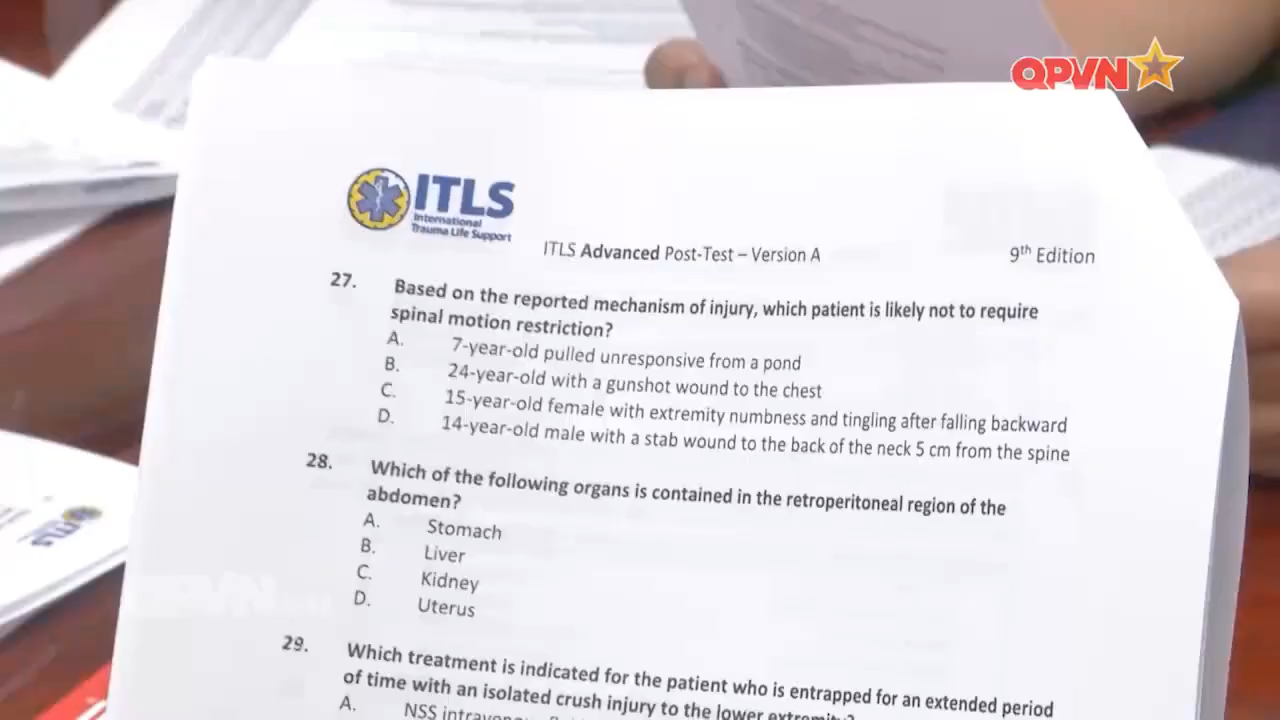 QPVN
ITLS
International
Trauma Life Support
ITLS Advanced Post-Test – Version A
9th Edition
27. Based on the reported mechanism of injury, which patient is likely not to require
spinal motion restriction?
A. 7-year-old pulled unresponsive from a pond
B. 24-year-old with a gunshot wound to the chest
C. 15-year-old female with extremity numbness and tingling after falling backward
D. 14-year-old male with a stab wound to the back of the neck 5 cm from the spine
28. Which of the following organs is contained in the retroperitoneal region of the
abdomen?
A. Stomach
B. Liver
C. Kidney
D. Uterus
29. Which treatment is indicated for the patient who is entrapped for an extended period
of time with an isolated crush injury to the lower extremity?
A. NSS
ITLS